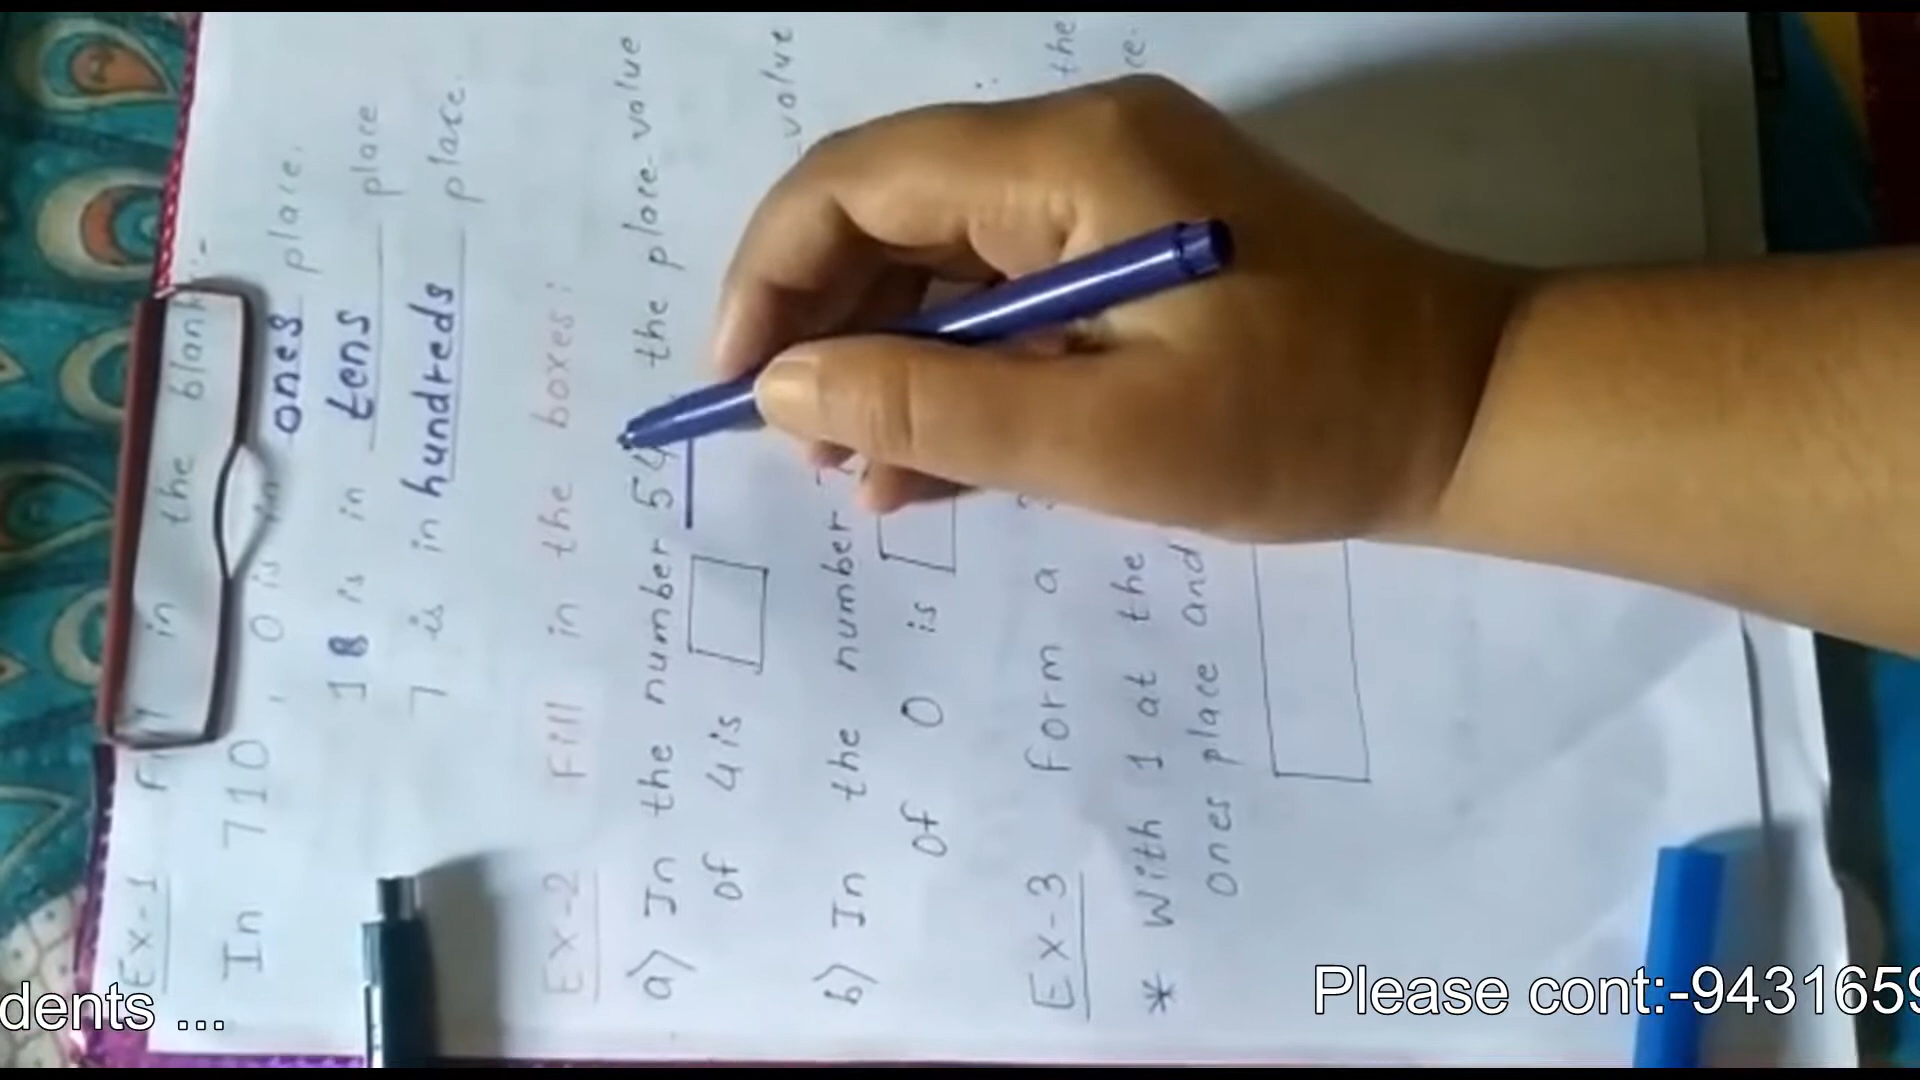 Ex-1 in the blank:-
In 710, 0 is in ones place.
1 is in tens place
7 is in hundreds place.
Ex-2 Fill in the boxes:
a) In the number 54 the place-value
of 4 is
b) In the number value
of 0 is
Ex-3 Form a the
* With 1 at the
ones place and
dents ...
Please cont:-9431659